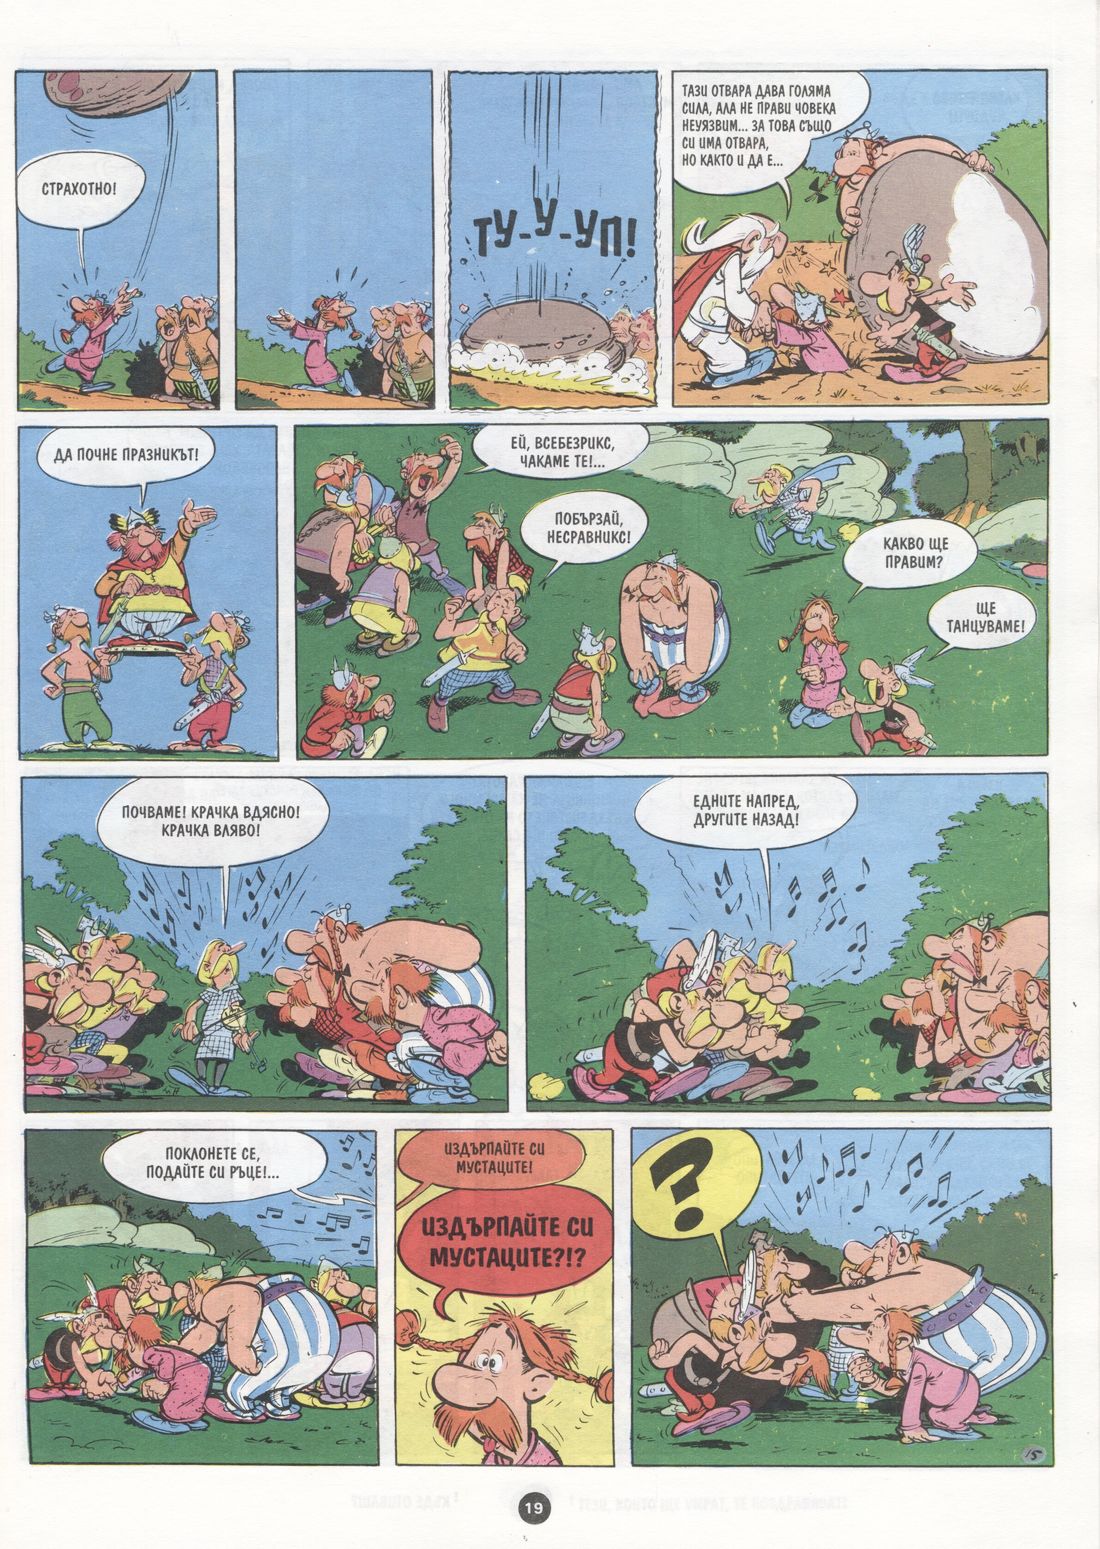 СТРАХОТНО!
ТУ-У-УП!
ТАЗИ ОТВАРА ДАВА ГОЛЯМА
СИЛА, АЛА НЕ ПРАВИ ЧОВЕКА
НЕУЯЗВИМ... ЗА ТОВА СЪЩО
СИ ИМА ОТВАРА,
НО КАКТО И ДА Е...
ДА ПОЧНЕ ПРАЗНИКЪТ!
ЕЙ, ВСЕБЕЗРИКС,
ЧАКАМЕ ТЕ!...
ПОБЪРЗАЙ,
НЕСРАВНИКС!
КАКВО ЩЕ
ПРАВИМ?
ЩЕ
ТАНЦУВАМЕ!
ПОЧВАМЕ! КРАЧКА ВДЯСНО!
КРАЧКА ВЛЯВО!
ЕДНИТЕ НАПРЕД,
ДРУГИТЕ НАЗАД!
ПОКЛОНЕТЕ СЕ,
ПОДАЙТЕ СИ РЪЦЕ!...
ИЗДЪРПАЙТЕ СИ
МУСТАЦИТЕ!
ИЗДЪРПАЙТЕ СИ
МУСТАЦИТЕ?!?
?
15
19